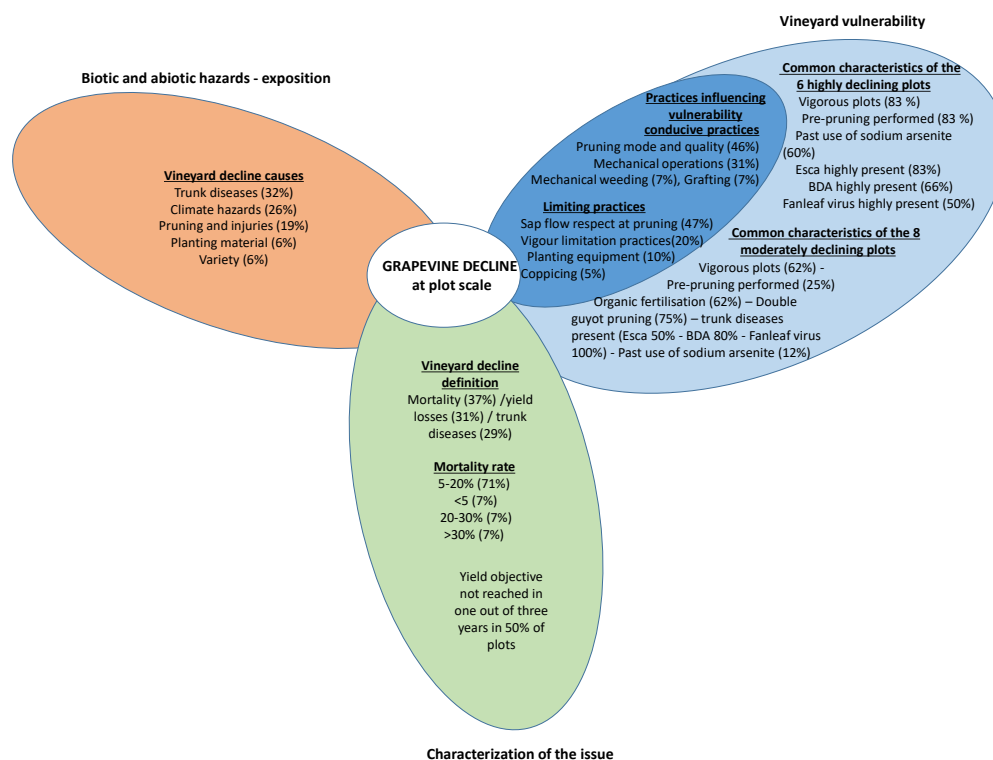 Vineyard vulnerability
Biotic and abiotic hazards - exposition
Vineyard decline causes
Trunk diseases (32%)
Climate hazards (26%)
Pruning and injuries (19%)
Planting material (6%)
Variety (6%)
Practices influencing
vulnerability
conducive practices
Pruning mode and quality (46%)
Mechanical operations (31%)
Mechanical weeding (7%), Grafting (7%)
Limiting practices
Sap flow respect at pruning (47%)
Vigour limitation practices(20%)
Planting equipment (10%)
Coppicing (5%)
Common characteristics of the
6 highly declining plots
Vigorous plots (83 %)
Pre-pruning performed (83 %)
Past use of sodium arsenite
(60%)
Esca highly present (83%)
BDA highly present (66%)
Fanleaf virus highly present (50%)
Common characteristics of the 8
moderately declining plots
Vigorous plots (62%) -
Pre-pruning performed (25%)
Organic fertilisation (62%) – Double
guyot pruning (75%) – trunk diseases
present (Esca 50% - BDA 80% - Fanleaf virus
100%) - Past use of sodium arsenite (12%)
GRAPEVINE DECLINE
at plot scale
Vineyard decline
definition
Mortality (37%) /yield
losses (31%) / trunk
diseases (29%)
Mortality rate
5-20% (71%)
<5 (7%)
20-30% (7%)
>30% (7%)
Yield objective
not reached in
one out of three
years in 50% of
plots
Characterization of the issue